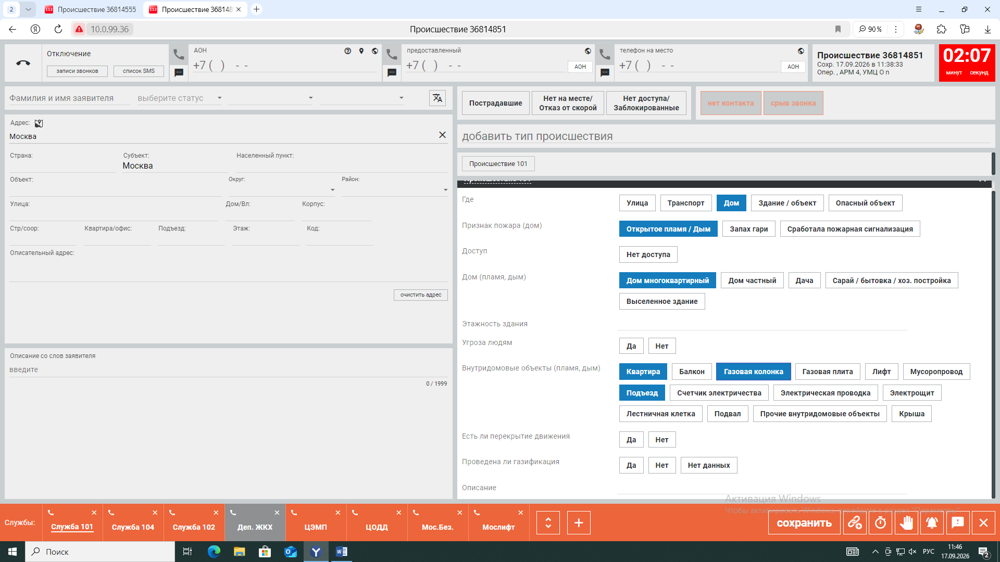 2
Происшествие 36814555
Происшествие 368148
10.0.99.36
Происшествие 36814851
90 %
Отключение
записи звонков
список SMS
АОН
+7 ( ) - -
предоставленный
+7 ( ) - -
АОН
телефон на место
+7 ( ) - -
АОН
Происшествие 36814851
Сохр. 17.09.2026 в 11:38:33
Опер. , АРМ 4, УМЦ О п
02:07
минут секунд
Фамилия и имя заявителя
выберите статус
Пострадавшие
Нет на месте/
Отказ от скорой
Нет доступа/
Заблокированные
нет контакта
срыв звонка
Адрес:
Москва
Страна:
Субъект:
Москва
Населенный пункт:
Объект:
Округ:
Район:
Улица:
Дом/Вл:
Корпус:
Стр/соор:
Квартира/офис:
Подъезд:
Этаж:
Код:
Описательный адрес:
очистить адрес
Описание со слов заявителя
введите
0 / 1999
добавить тип происшествия
Происшествие 101
Где
Улица
Транспорт
Дом
Здание / объект
Опасный объект
Признак пожара (дом)
Открытое пламя / Дым
Запах гари
Сработала пожарная сигнализация
Доступ
Нет доступа
Дом (пламя, дым)
Дом многоквартирный
Дом частный
Дача
Сарай / бытовка / хоз. постройка
Выселенное здание
Этажность здания
Угроза людям
Да
Нет
Внутридомовые объекты (пламя, дым)
Квартира
Балкон
Газовая колонка
Газовая плита
Лифт
Мусоропровод
Подъезд
Счетчик электричества
Электрическая проводка
Электрощит
Лестничная клетка
Подвал
Прочие внутридомовые объекты
Крыша
Есть ли перекрытие движения
Да
Нет
Проведена ли газификация
Да
Нет
Нет данных
Описание
Активация Windows
Чтобы активировать Windows, перейдите в раздел "Параметры".
Службы:
Служба 101
Служба 104
Служба 102
Деп. ЖКХ
ЦЭМП
ЦОДД
Мос.Без.
Мослифт
сохранить
Поиск
РУС
11:46
17.09.2026
2